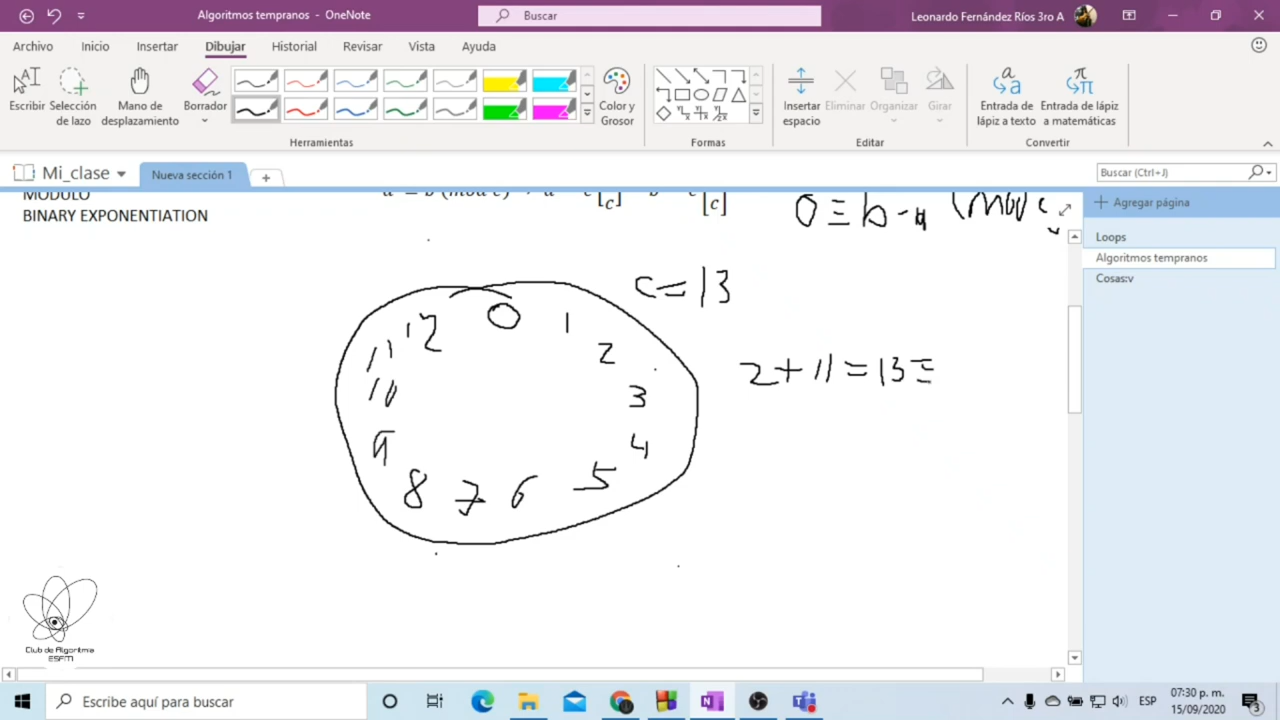 Algoritmos tempranos - OneNote
Buscar
Leonardo Fernández Ríos 3ro A
Archivo Inicio Insertar Dibujar Historial Revisar Vista Ayuda
Escribir
Selección de lazo
Mano de desplazamiento
Borrador
Color y Grosor
Insertar espacio
Eliminar
Organizar
Girar
Entrada de lápiz a texto
Entrada de lápiz a matemáticas
Herramientas
Formas
Editar
Convertir
Mi_clase
Nueva sección 1
Buscar (Ctrl+J)
Agregar página
Loops
Algoritmos tempranos
Cosas:v
MODULO
BINARY EXPONENTIATION
0 ≡ b -
c=13
0
1
2
3
4
5
6
7
8
9
10
11
12
2+11=13≡
Club de Algoritmia
ESFM
Escribe aquí para buscar
ESP
07:30 p. m.
15/09/2020
3